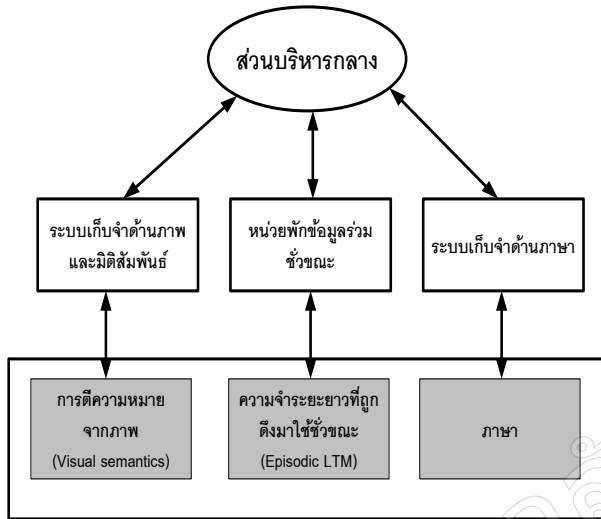 ส่วนบริหารกลาง
ระบบเก็บจำด้านภาพ
และมิติสัมพันธ์
หน่วยพักข้อมูลร่วม
ชั่วขณะ
ระบบเก็บจำด้านภาษา
การตีความหมาย
จากภาพ
(Visual semantics)
ความจำระยะยาวที่ถูก
ดึงมาใช้ชั่วขณะ
(Episodic LTM)
ภาษา